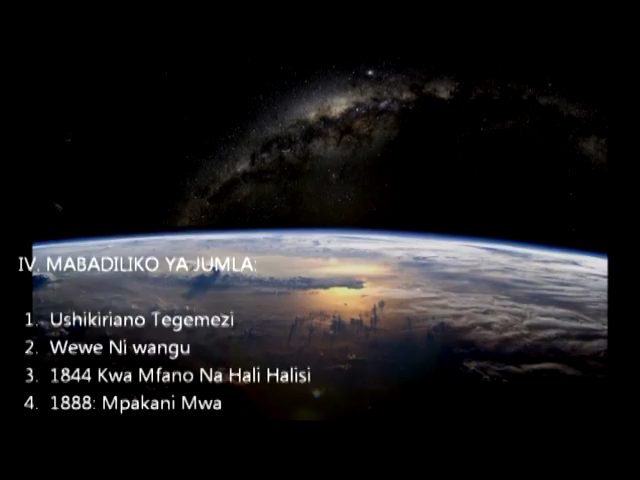 IV. MABADILIKO YA JUMLA:
1. Ushikiriano Tegemezi
2. Wewe Ni wangu
3. 1844 Kwa Mfano Na Hali Halisi
4. 1888: Mpakani Mwa